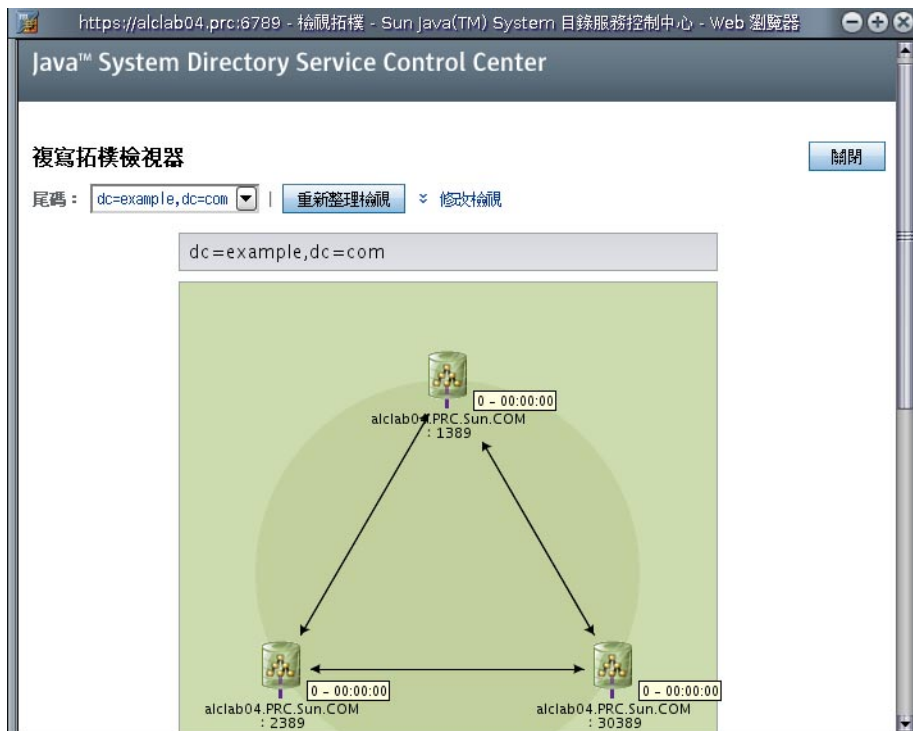 https://alclab04.prc:6789 - 檢視拓樸 - Sun Java(TM) System 目錄服務控制中心 - Web 瀏覽器
Java™ System Directory Service Control Center
複寫拓樸檢視器
關閉
尾碼： dc=example,dc=com | 重新整理檢視 修改檢視
dc=example,dc=com
0 - 00:00:00
alclab04.PRC.Sun.COM
: 1389
0 - 00:00:00
alclab04.PRC.Sun.COM
: 2389
0 - 00:00:00
alclab04.PRC.Sun.COM
: 30389